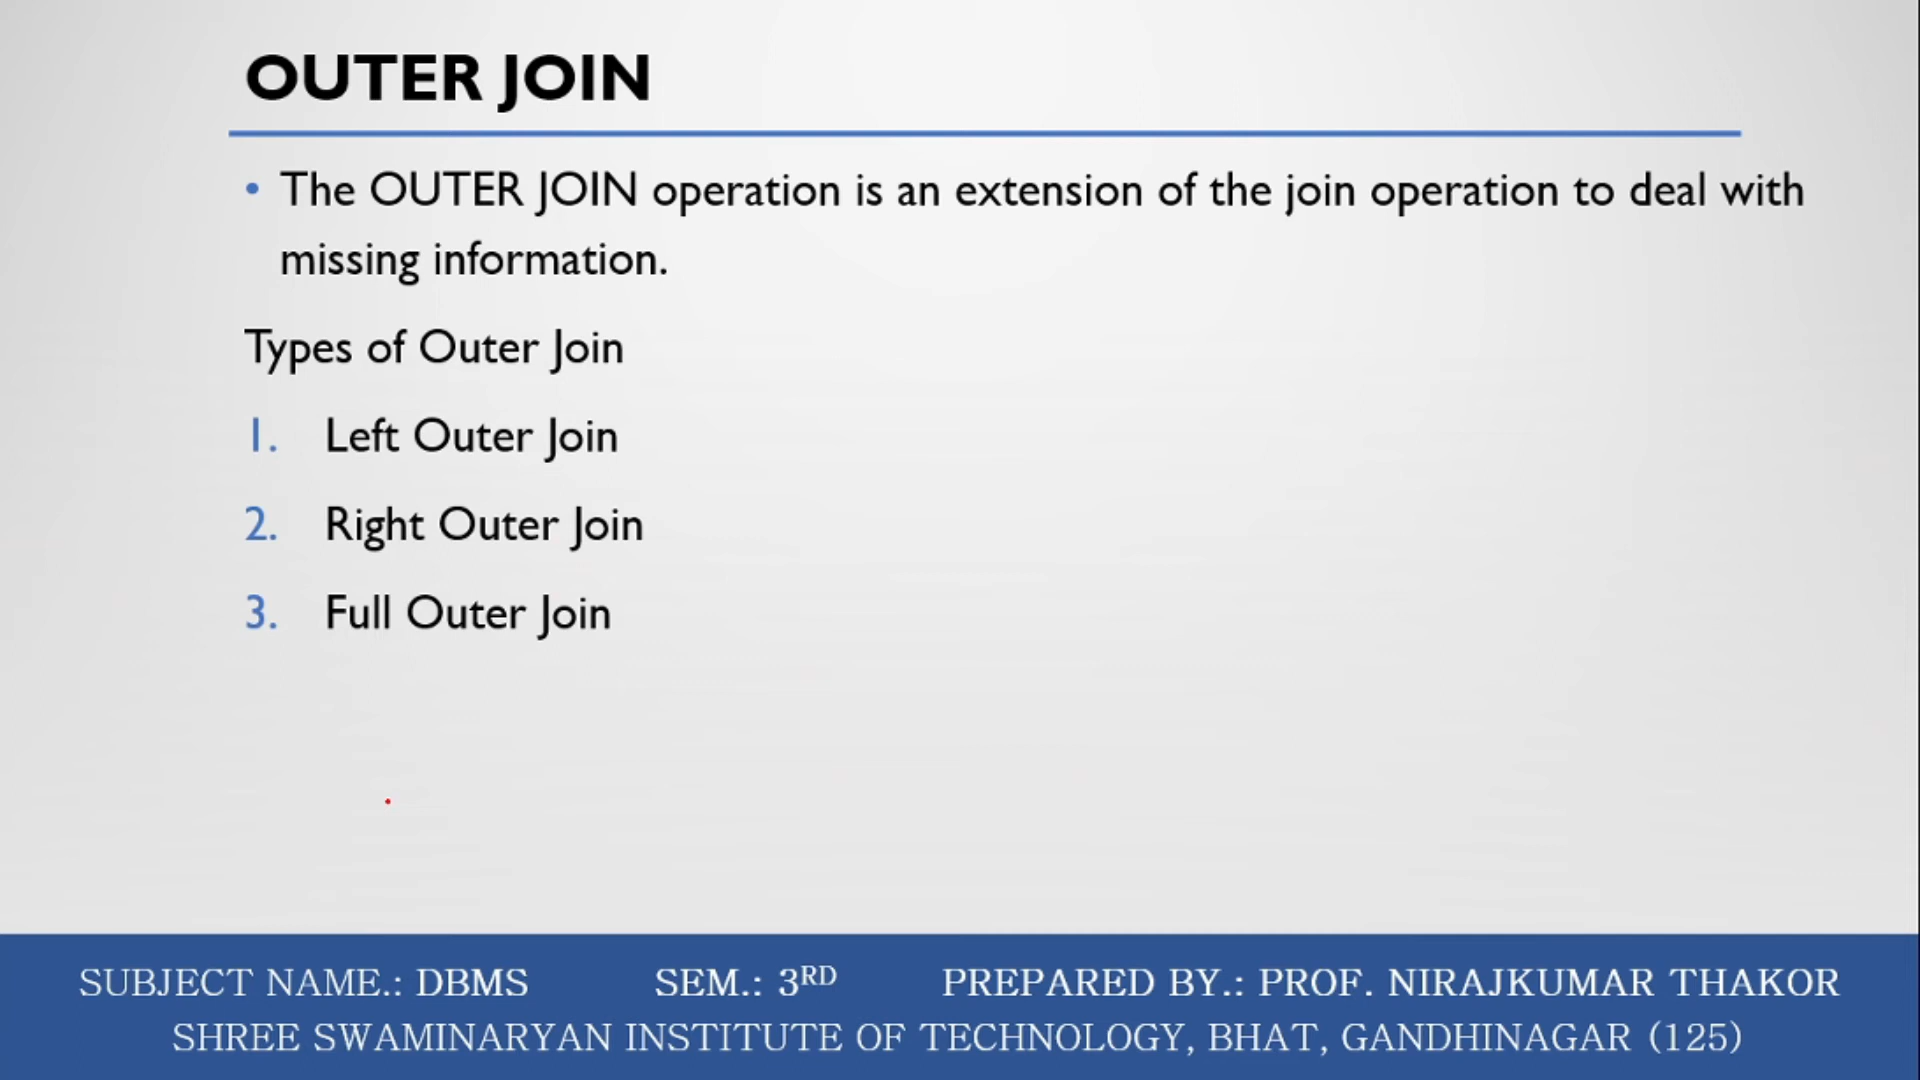 OUTER JOIN
• The OUTER JOIN operation is an extension of the join operation to deal with
missing information.
Types of Outer Join
1. Left Outer Join
2. Right Outer Join
3. Full Outer Join
SUBJECT NAME.: DBMS SEM.: 3RD PREPARED BY.: PROF. NIRAJKUMAR THAKOR
SHREE SWAMINARYAN INSTITUTE OF TECHNOLOGY, BHAT, GANDHINAGAR (125)